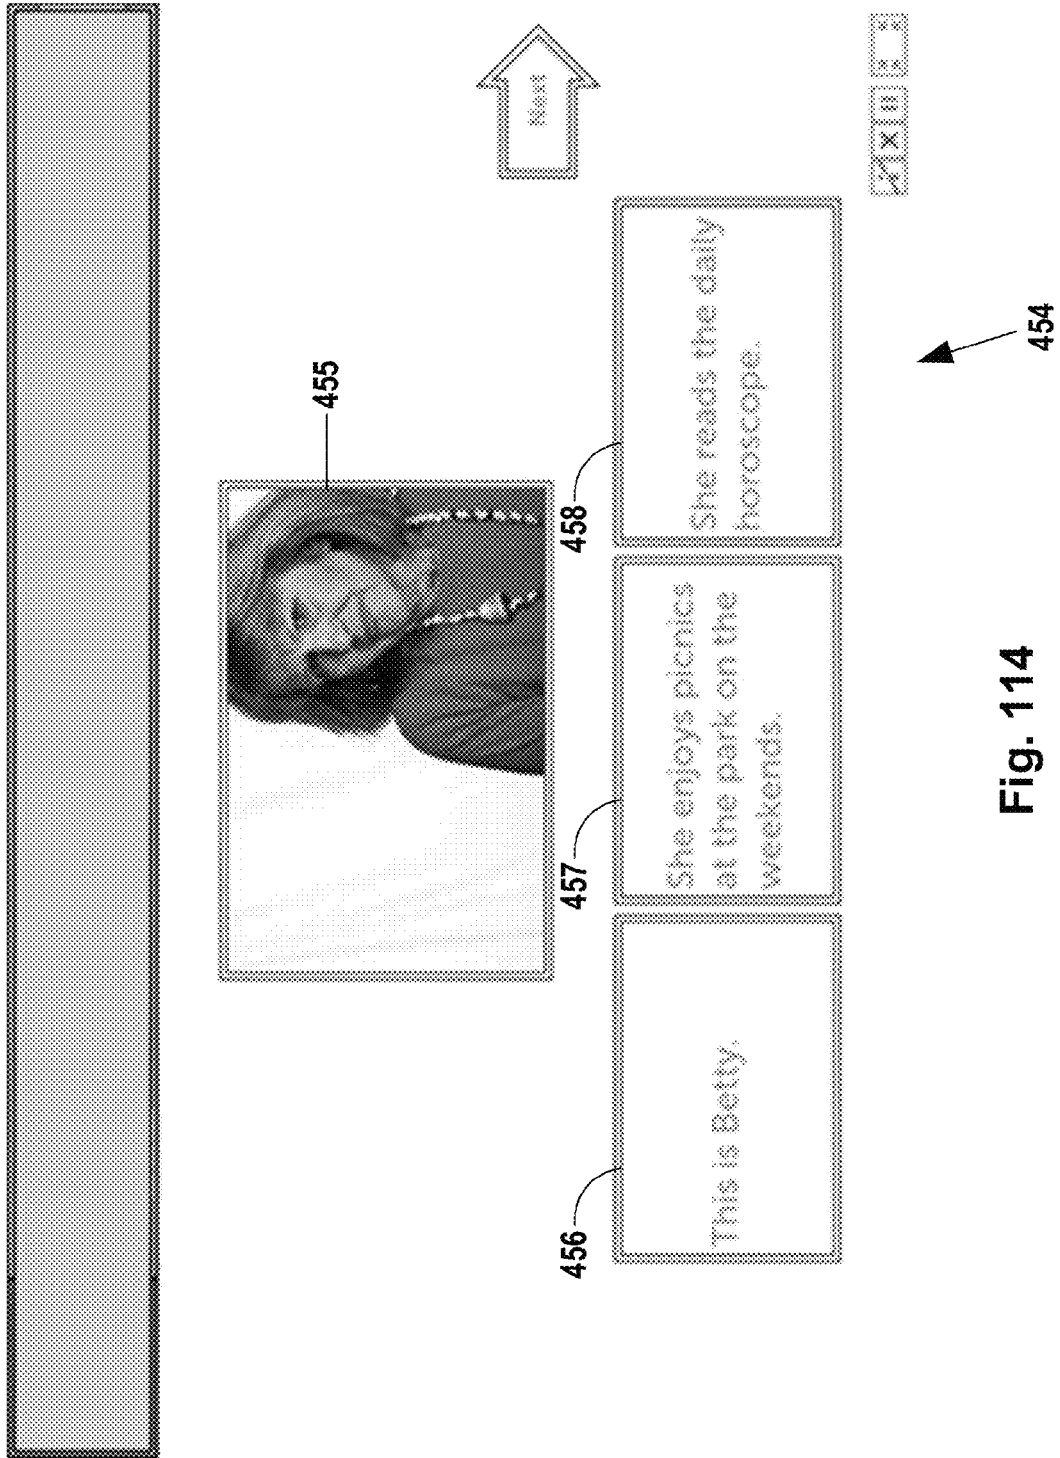 455
Next
456
This is Betty.
457
She enjoys picnics
at the park on the
weekends.
458
She reads the daily
horoscope.
454
Fig. 114